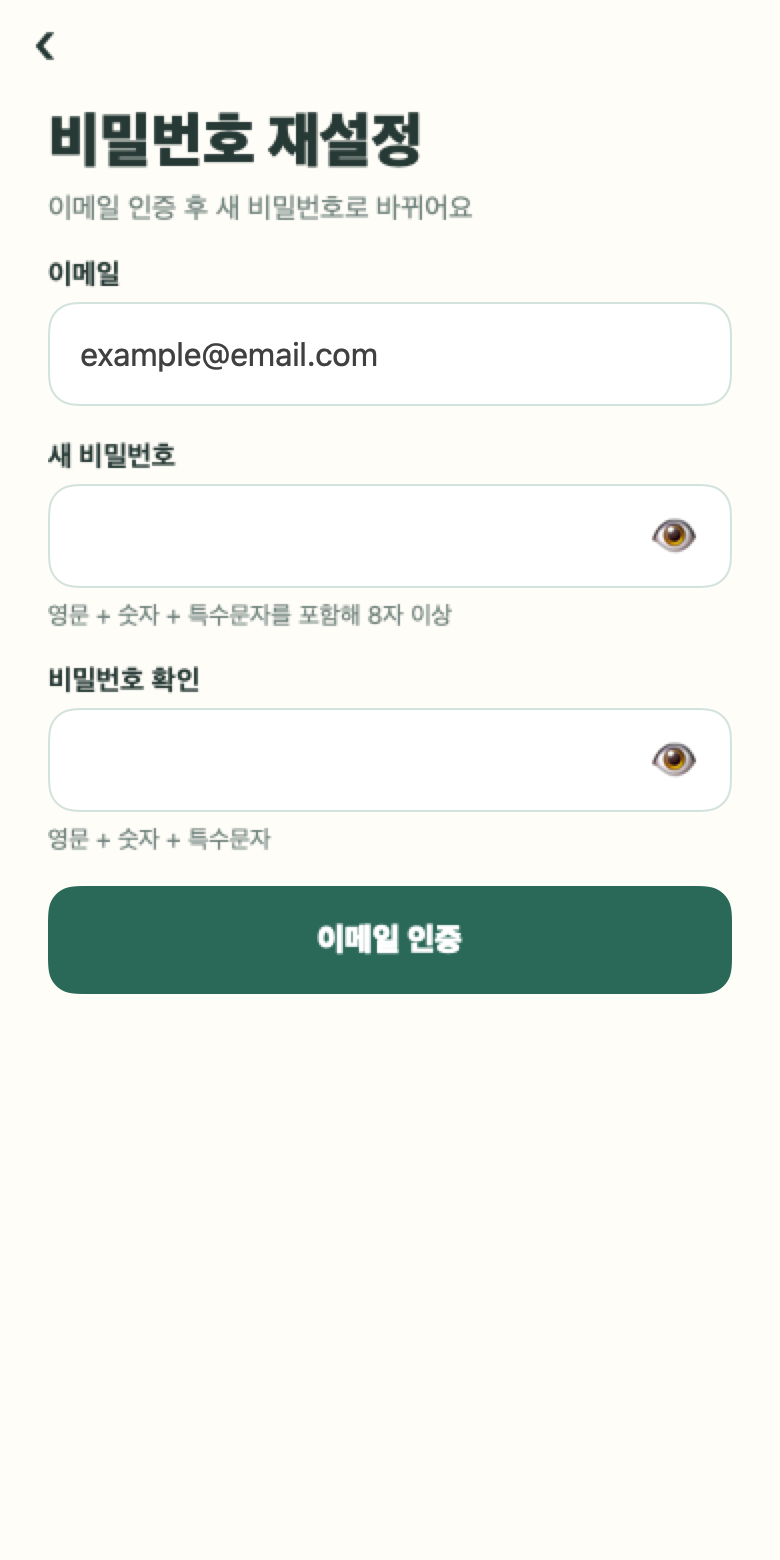 비밀번호 재설정
이메일 인증 후 새 비밀번호로 바뀌어요
이메일
example@email.com
새 비밀번호
영문 + 숫자 + 특수문자를 포함해 8자 이상
비밀번호 확인
영문 + 숫자 + 특수문자
이메일 인증